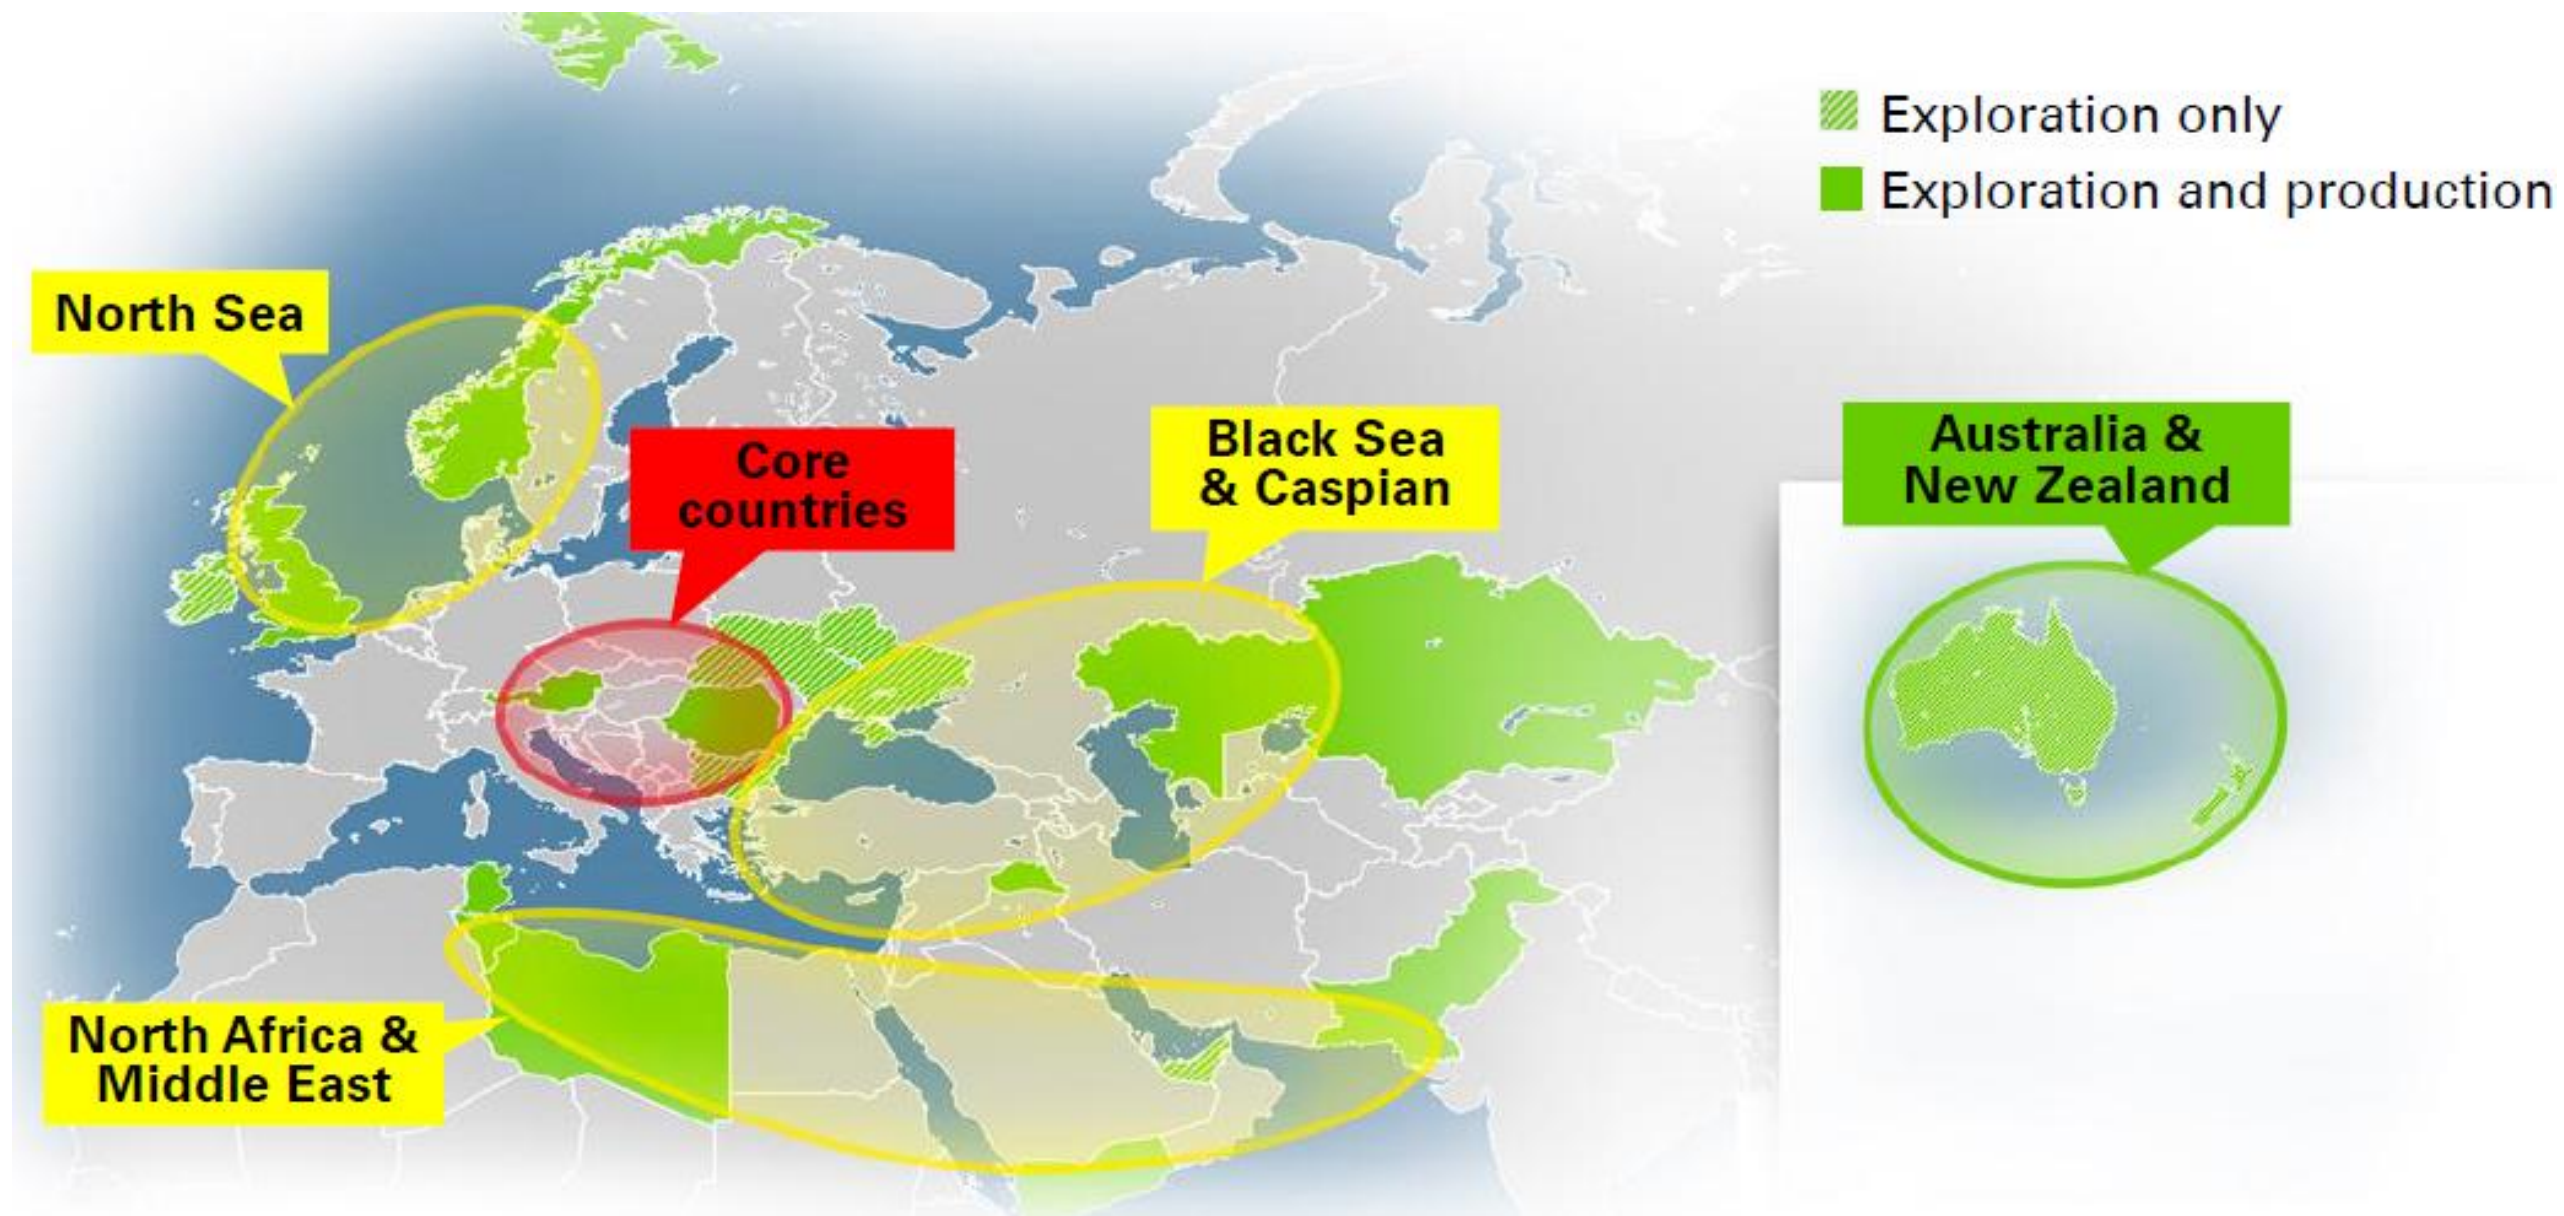 Exploration only
Exploration and production
North Sea
Core
countries
Black Sea
& Caspian
Australia &
New Zealand
North Africa &
Middle East